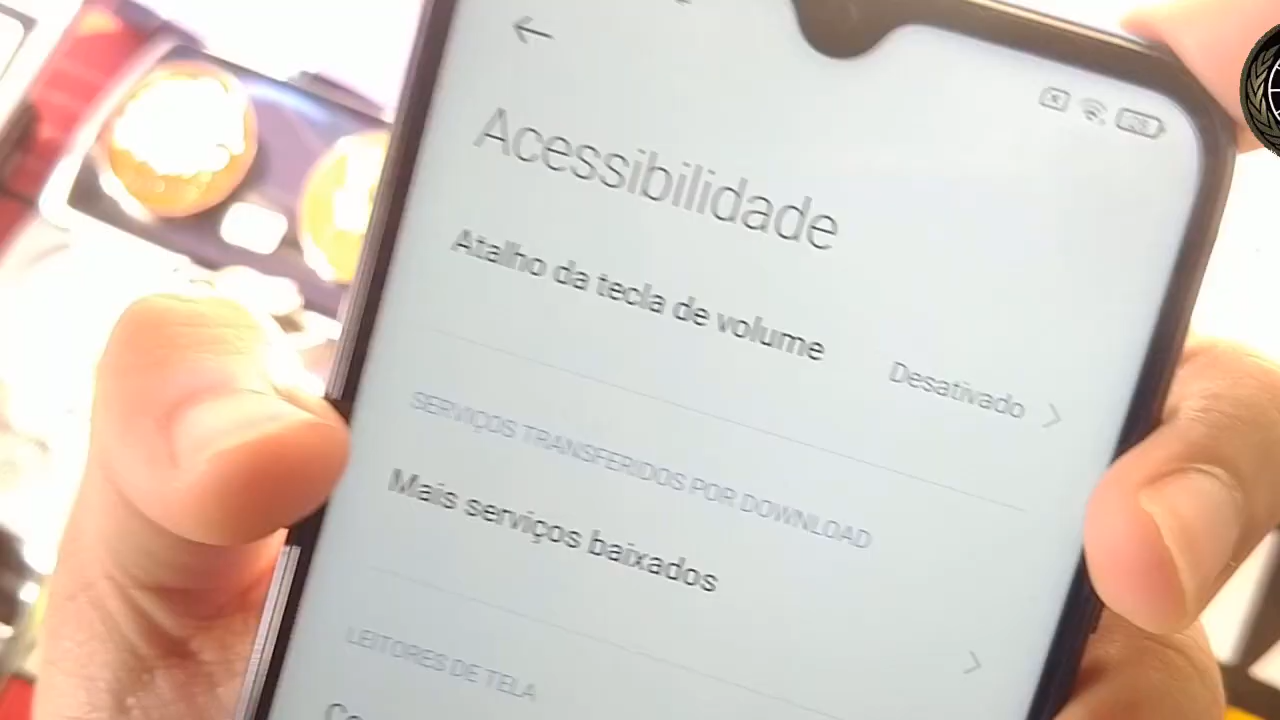 Acessibilidade
Atalho da tecla de volume
Desativado
SERVIÇOS TRANSFERIDOS POR DOWNLOAD
Mais serviços baixados
LEITORES DE TELA